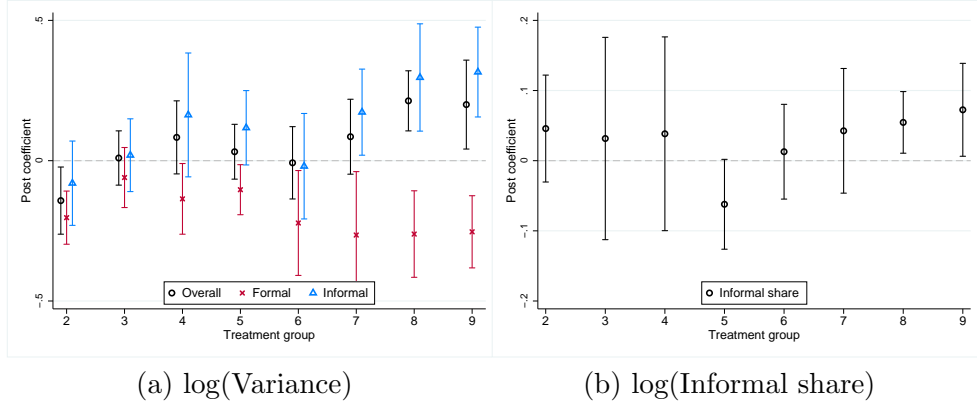 Post coefficient
.5
0
-.5
2 3 4 5 6 7 8 9
Treatment group
Overall Formal Informal
(a) log(Variance)
Post coefficient
.2
.1
0
-.1
-.2
2 3 4 5 6 7 8 9
Treatment group
Informal share
(b) log(Informal share)